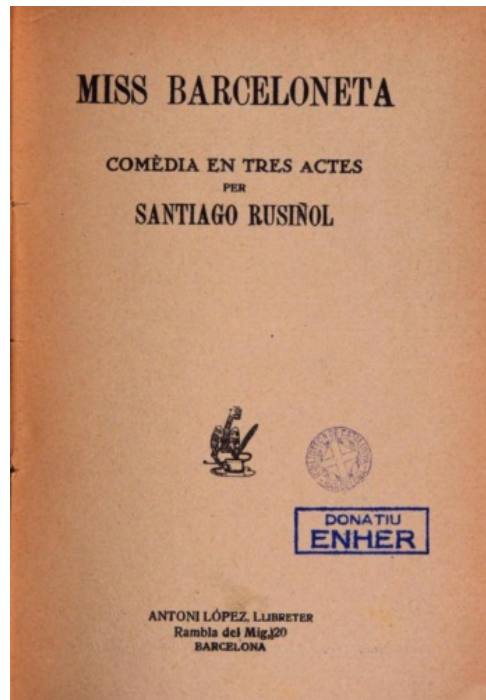 MISS BARCELONETA
COMÈDIA EN TRES ACTES
PER
SANTIAGO RUSIÑOL
DONATIU
ENHER
ANTONI LÓPEZ, LLIBRETER
Rambla del Mig, 20
BARCELONA